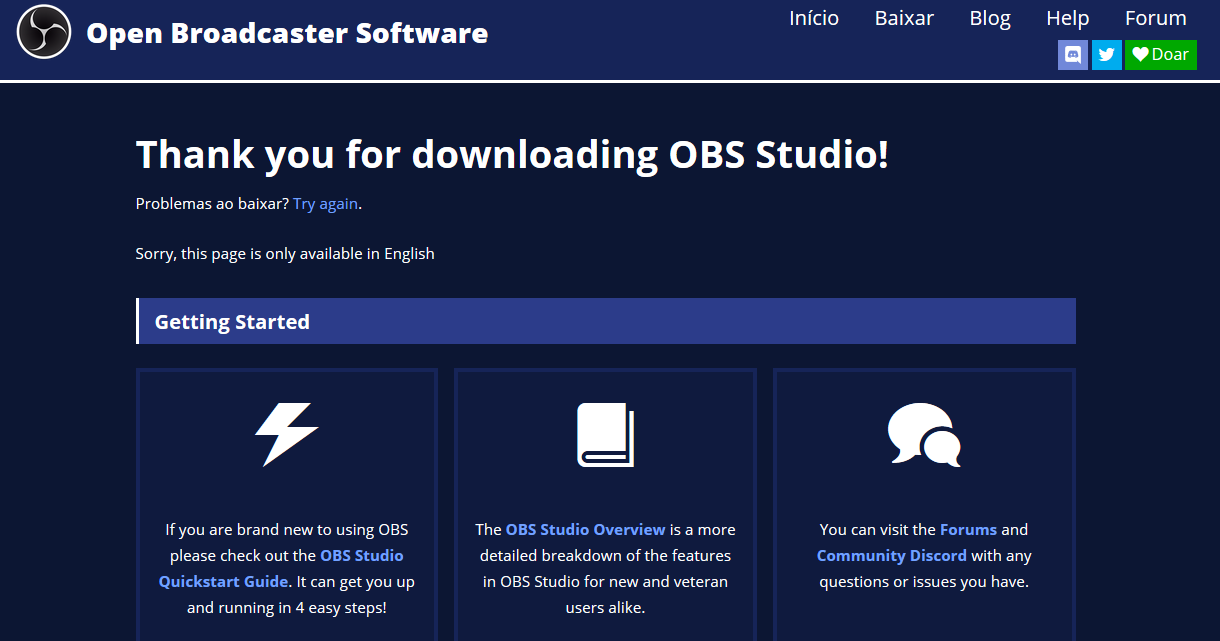 Open Broadcaster Software
Início Baixar Blog Help Forum
Doar
Thank you for downloading OBS Studio!
Problemas ao baixar? Try again.
Sorry, this page is only available in English
Getting Started
If you are brand new to using OBS
please check out the OBS Studio
Quickstart Guide. It can get you up
and running in 4 easy steps!
The OBS Studio Overview is a more
detailed breakdown of the features
in OBS Studio for new and veteran
users alike.
You can visit the Forums and
Community Discord with any
questions or issues you have.